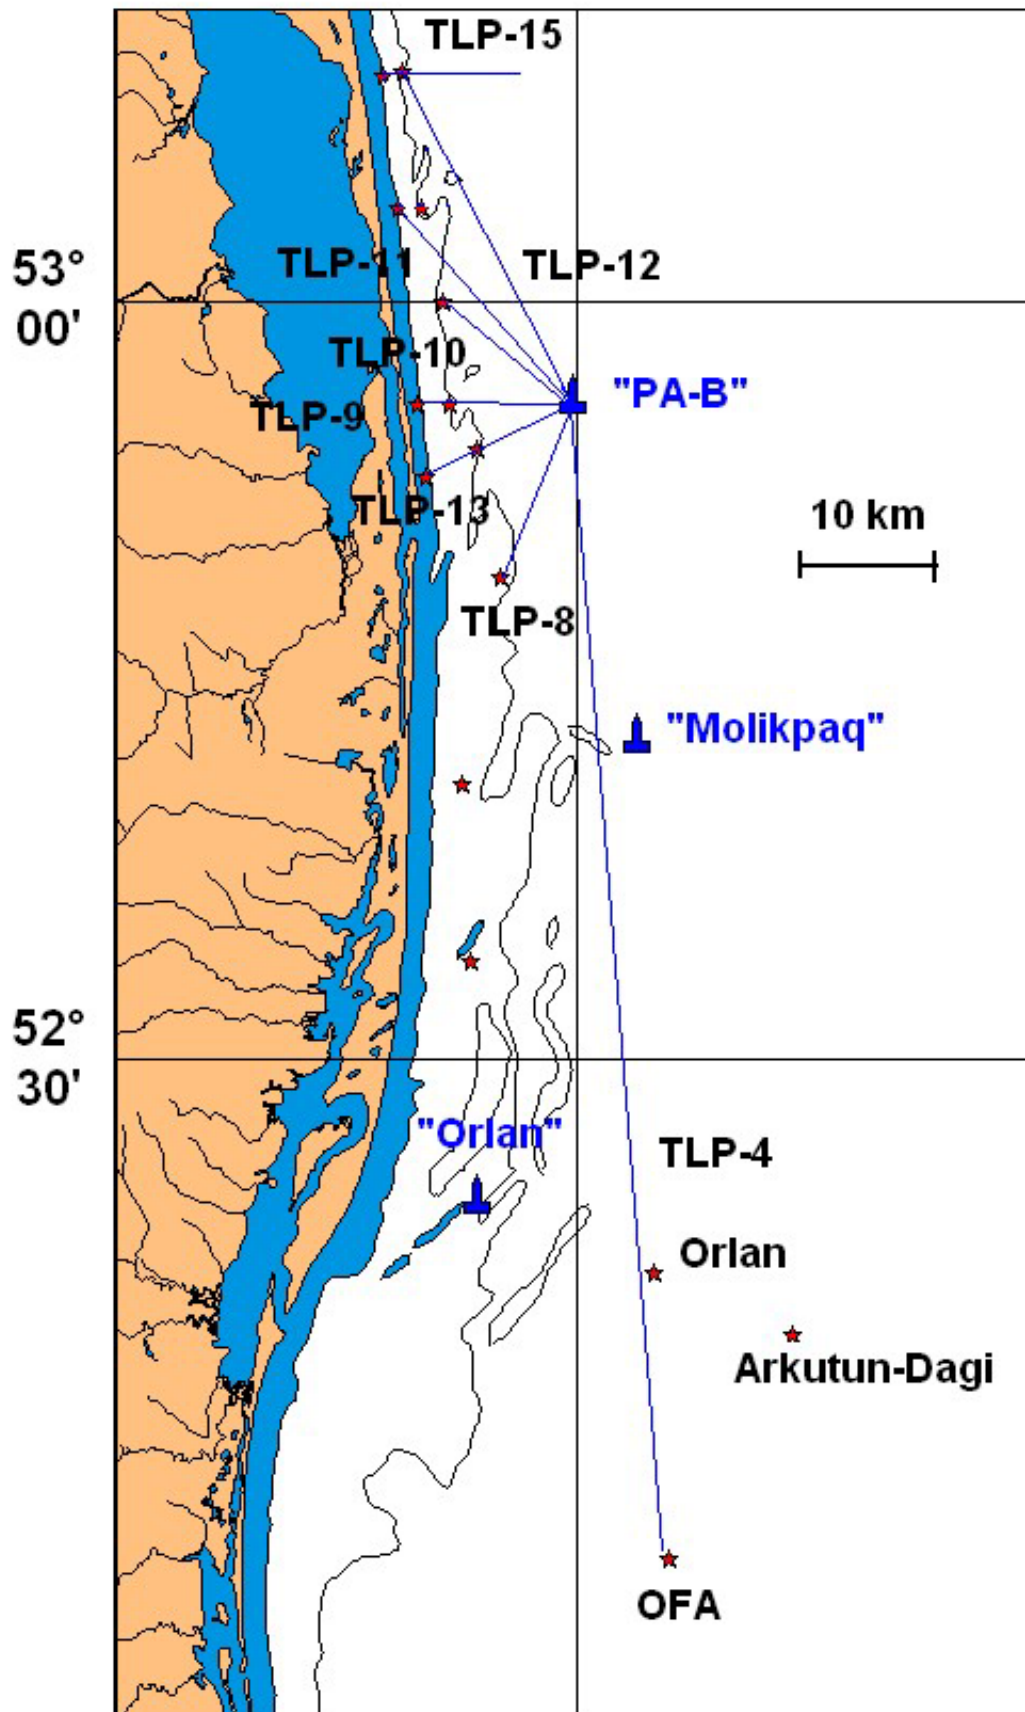 TLP-15
TLP-11
TLP-12
53°
00'
TLP-10
"PA-B"
TLP-9
TLP-13
10 km
TLP-8
"Molikpaq"
52°
30'
"Orlan"
TLP-4
Orlan
Arkutun-Dagi
OFA